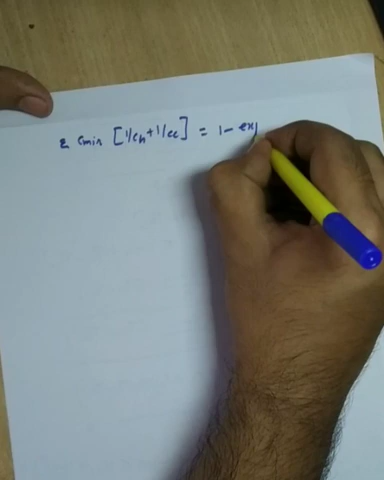 ε Cmin [1/Ch+1/Cc] = 1- exp